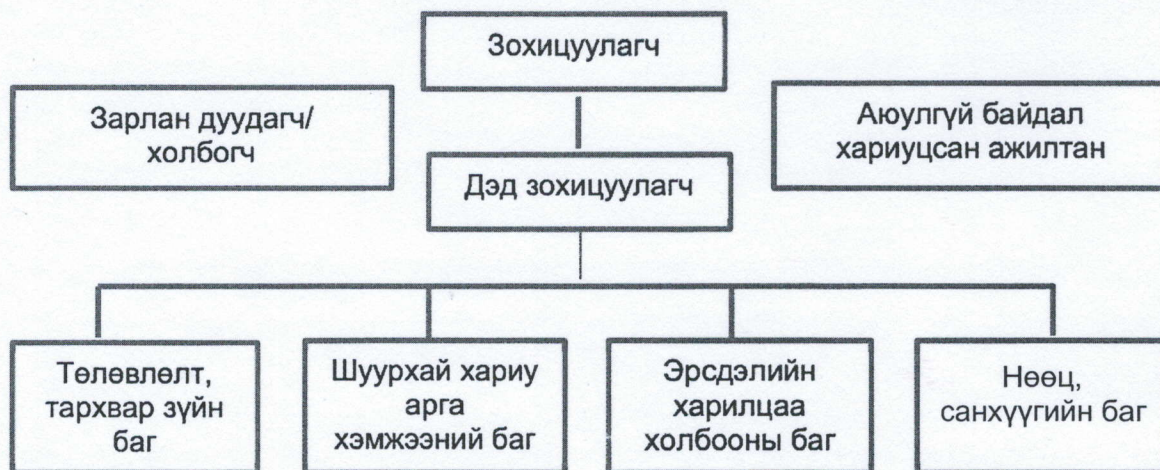 Зохицуулагч
Зарлан дуудагч/
холбогч
Аюулгүй байдал
хариуцсан ажилтан
Дэд зохицуулагч
Төлөвлөлт,
тархвар зүйн
баг
Шуурхай хариу
арга
хэмжээний баг
Эрсдэлийн
харилцаа
холбооны баг
Нөөц,
санхүүгийн баг